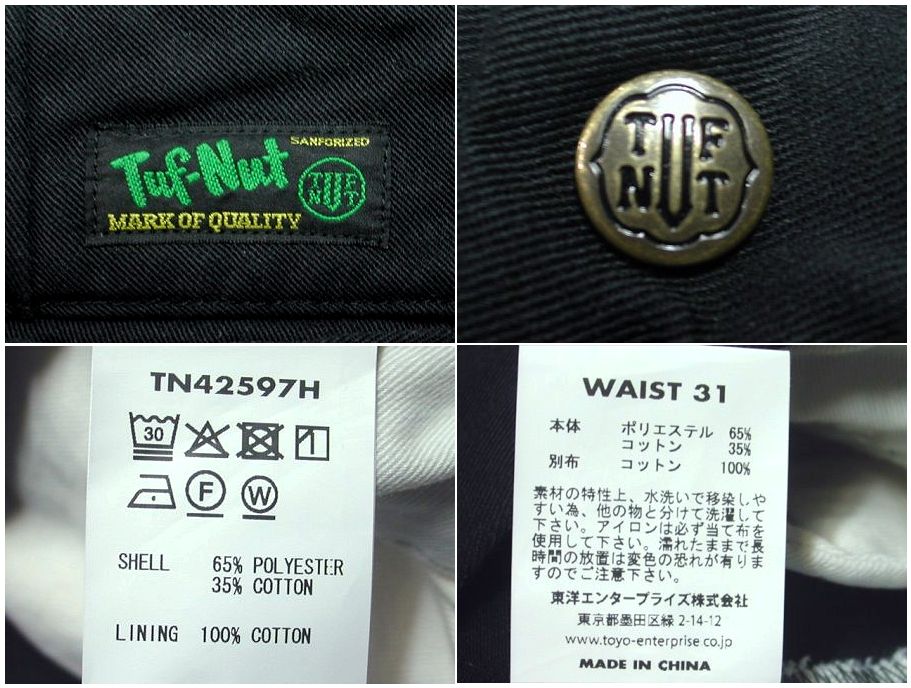 SANFORIZED
Tuf-Nut
TUF
NUT
MARK OF QUALITY
TUF
NUT
TN42597H
30
F
W
SHELL 65% POLYESTER
35% COTTON
LINING 100% COTTON
WAIST 31
本体 ポリエステル 65%
コットン 35%
別布 コットン 100%
素材の特性上、水洗いで移染しや
すい為、他の物と分けて洗濯して
下さい。アイロンは必ず当て布を
使用して下さい。濡れたままで長
時間の放置は変色の恐れが有りま
すのでご注意下さい。
東洋エンタープライズ株式会社
東京都墨田区緑 2-14-12
www.toyo-enterprise.co.jp
MADE IN CHINA